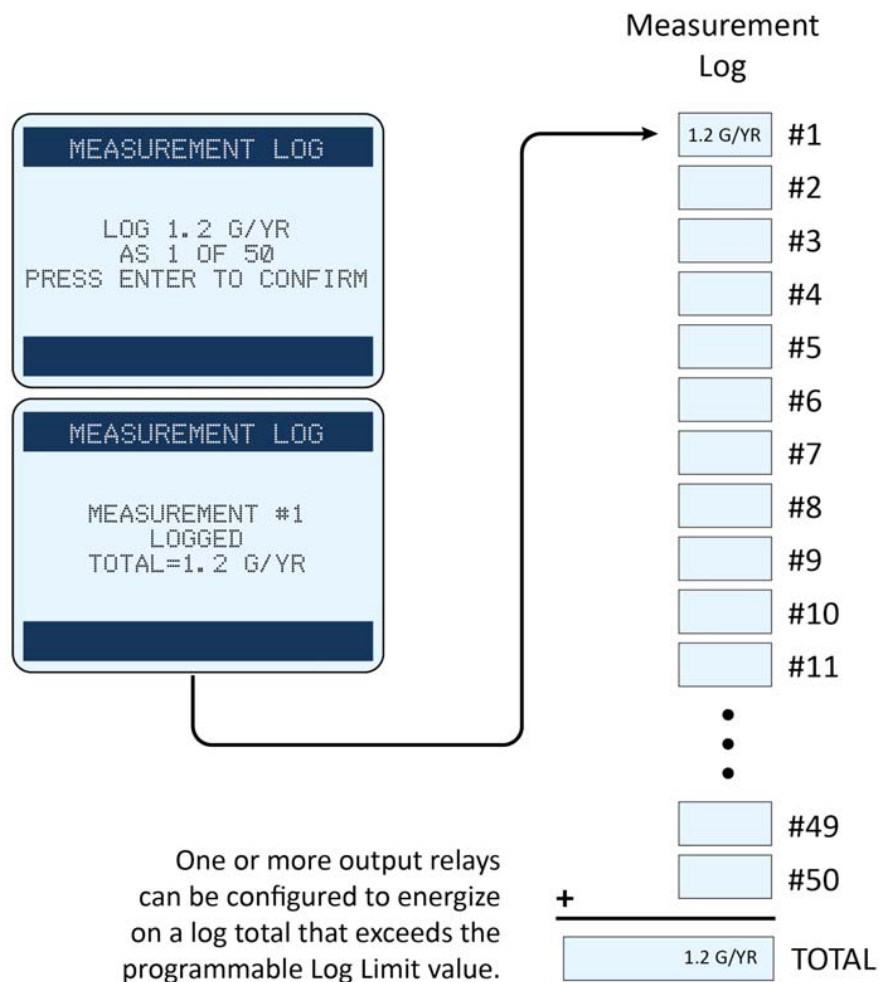 Measurement
Log
MEASUREMENT LOG
LOG 1.2 G/YR
AS 1 OF 50
PRESS ENTER TO CONFIRM
MEASUREMENT LOG
MEASUREMENT #1
LOGGED
TOTAL=1.2 G/YR
1.2 G/YR #1
#2
#3
#4
#5
#6
#7
#8
#9
#10
#11
#49
#50
+
1.2 G/YR TOTAL
One or more output relays
can be configured to energize
on a log total that exceeds the
programmable Log Limit value.